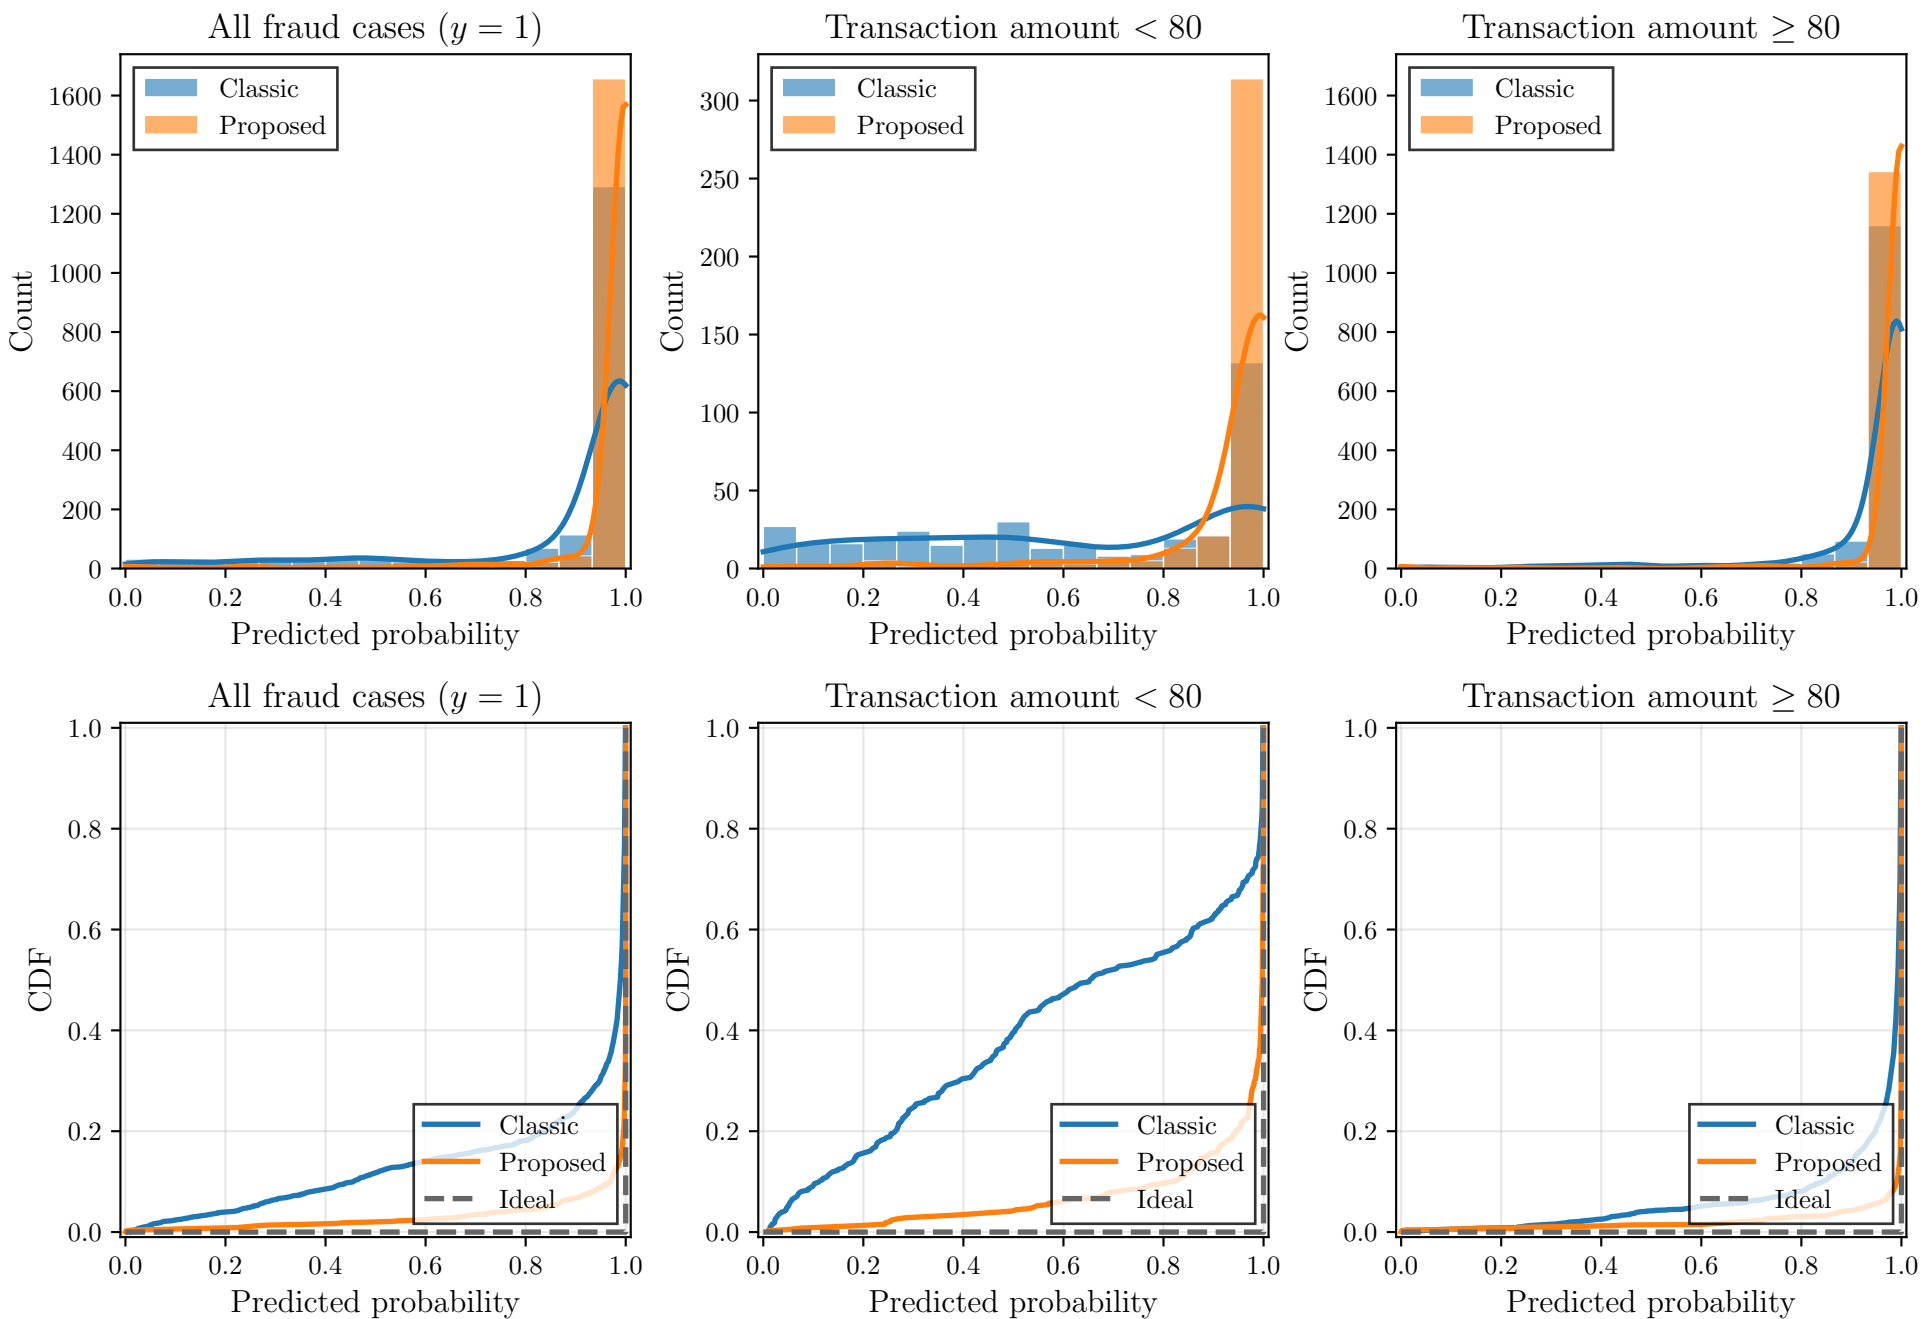 All fraud cases (y = 1)
Classic
Proposed
1600
1400
1200
1000
800
600
400
200
0
Count
0.0 0.2 0.4 0.6 0.8 1.0
Predicted probability
Transaction amount < 80
Classic
Proposed
300
250
200
150
100
50
0
Count
0.0 0.2 0.4 0.6 0.8 1.0
Predicted probability
Transaction amount ≥ 80
Classic
Proposed
1600
1400
1200
1000
800
600
400
200
0
Count
0.0 0.2 0.4 0.6 0.8 1.0
Predicted probability
All fraud cases (y = 1)
1.0
0.8
0.6
0.4
0.2
0.0
CDF
Classic
Proposed
Ideal
0.0 0.2 0.4 0.6 0.8 1.0
Predicted probability
Transaction amount < 80
1.0
0.8
0.6
0.4
0.2
0.0
CDF
Classic
Proposed
Ideal
0.0 0.2 0.4 0.6 0.8 1.0
Predicted probability
Transaction amount ≥ 80
1.0
0.8
0.6
0.4
0.2
0.0
CDF
Classic
Proposed
Ideal
0.0 0.2 0.4 0.6 0.8 1.0
Predicted probability